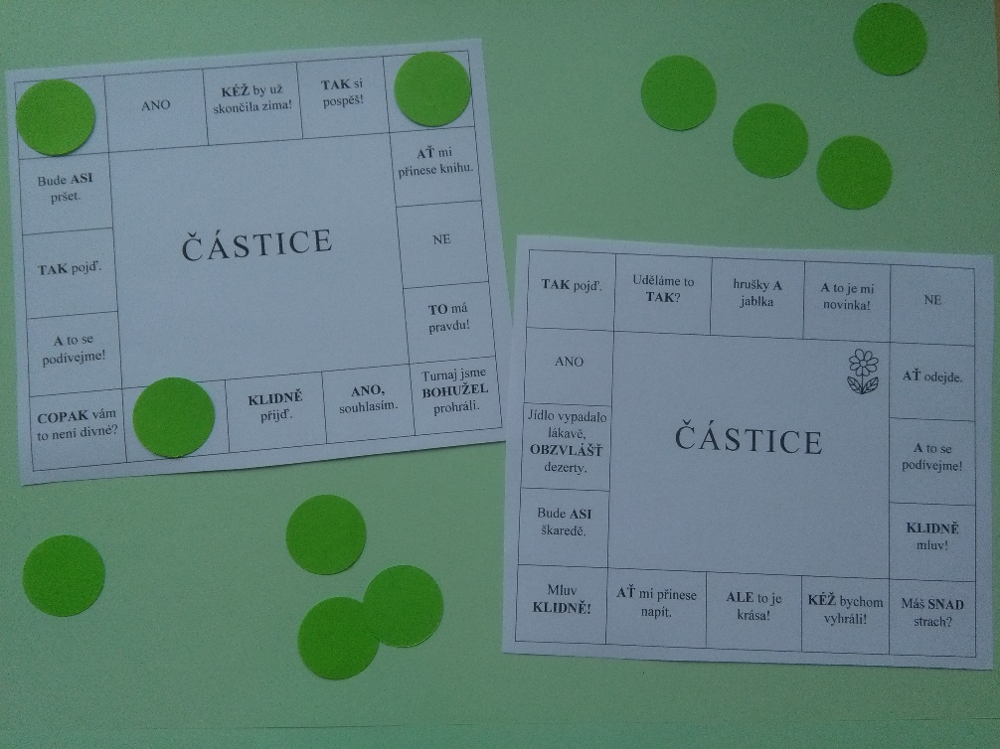 ANO
KÉŽ by už
skončila zima!
TAK si
pospěš!
Bude ASI
pršet.
AŤ mi
přinese knihu.
TAK pojď.
ČÁSTICE
NE
A to se
podívejme!
TO má
pravdu!
COPAK vám
to není divné?
KLIDNĚ
přijď.
ANO,
souhlasím.
Turnaj jsme
BOHUŽEL
prohráli.
TAK pojď.
Uděláme to
TAK?
hrušky A
jablka
A to je mi
novinka!
NE
ANO
AŤ odejde.
Jídlo vypadalo
lákavě,
OBZVLÁŠŤ
dezerty.
ČÁSTICE
A to se
podívejme!
Bude ASI
škaredě.
KLIDNĚ
mluv!
Mluv
KLIDNĚ!
AŤ mi přinese
napít.
ALE to je
krása!
KÉŽ bychom
vyhráli!
Máš SNAD
strach?